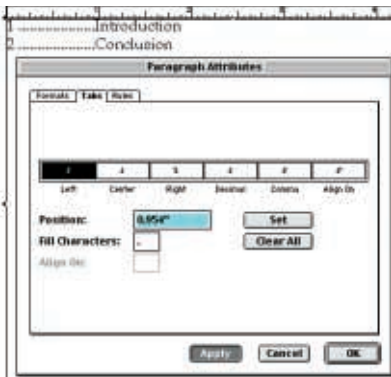 1 ....................Introduction
2 ....................Conclusion
Paragraph Attributes
Formats Tabs Rules
Left Center Right Decimal Comma Align On
Position: 0.954" Set
Fill Characters: . Clear All
Align On:
Apply Cancel OK